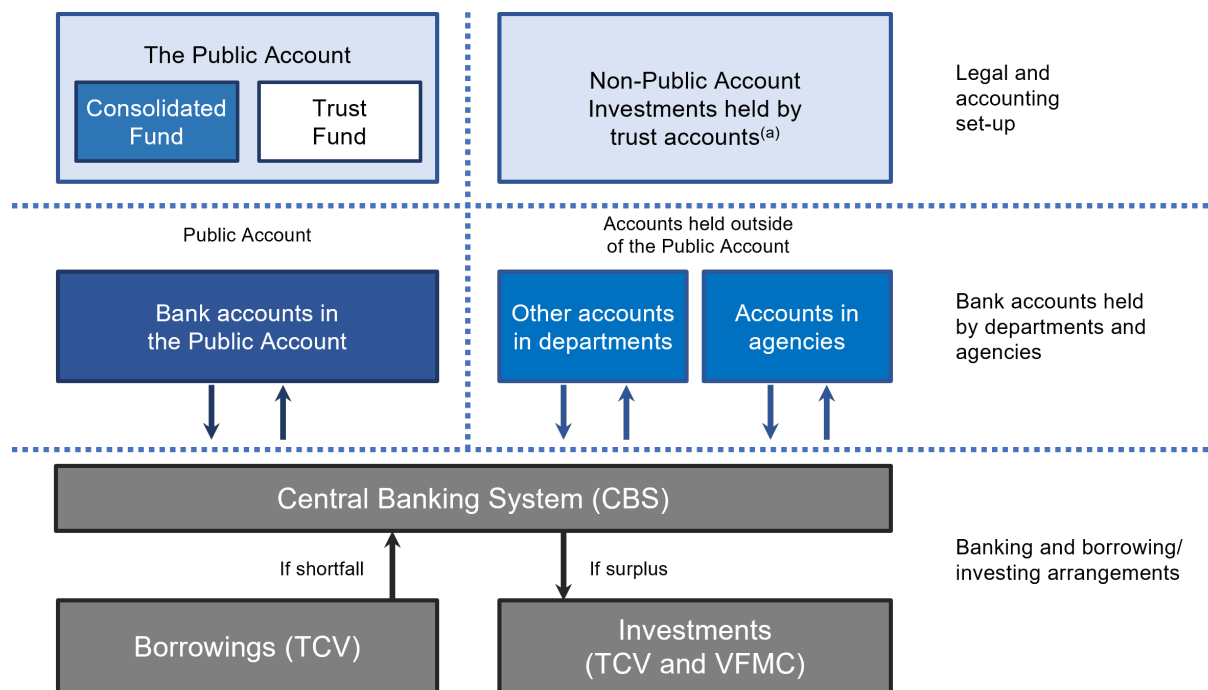 The Public Account
Consolidated
Fund
Trust
Fund
Non-Public Account
Investments held by
trust accounts(a)
Legal and
accounting
set-up
Public Account
Accounts held outside
of the Public Account
Bank accounts in
the Public Account
Other accounts
in departments
Accounts in
agencies
Bank accounts held
by departments and
agencies
Central Banking System (CBS)
If shortfall
If surplus
Banking and borrowing/
investing arrangements
Borrowings (TCV)
Investments
(TCV and VFMC)